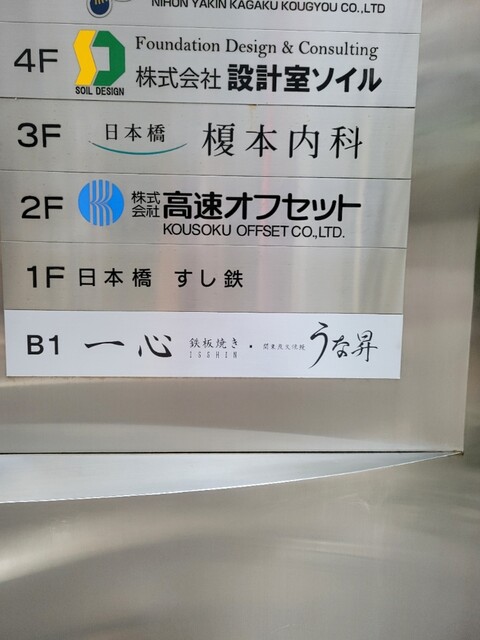 NIHON YAKIN KAGAKU KOUGYOU CO.,LTD
4F SOIL DESIGN Foundation Design & Consulting
株式会社 設計室ソイル
3F 日本橋 榎本内科
2F 株式会社 高速オフセット
KOUSOKU OFFSET CO.,LTD.
1F 日本橋 すし鉄
B1 一心 鉄板焼き ISSHIN ・ うな昇